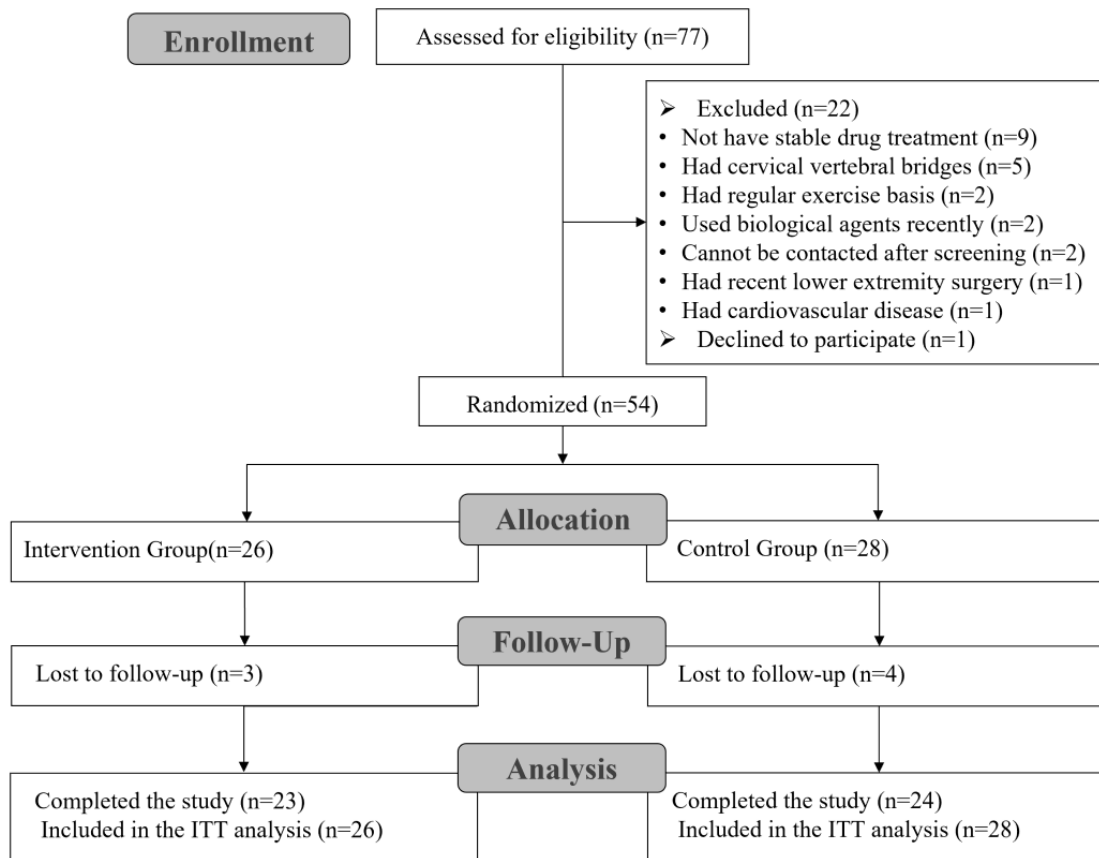 Enrollment
Assessed for eligibility (n=77)
➢ Excluded (n=22)
• Not have stable drug treatment (n=9)
• Had cervical vertebral bridges (n=5)
• Had regular exercise basis (n=2)
• Used biological agents recently (n=2)
• Cannot be contacted after screening (n=2)
• Had recent lower extremity surgery (n=1)
• Had cardiovascular disease (n=1)
➢ Declined to participate (n=1)
Randomized (n=54)
Allocation
Intervention Group(n=26)
Control Group (n=28)
Follow-Up
Lost to follow-up (n=3)
Lost to follow-up (n=4)
Analysis
Completed the study (n=23)
Included in the ITT analysis (n=26)
Completed the study (n=24)
Included in the ITT analysis (n=28)